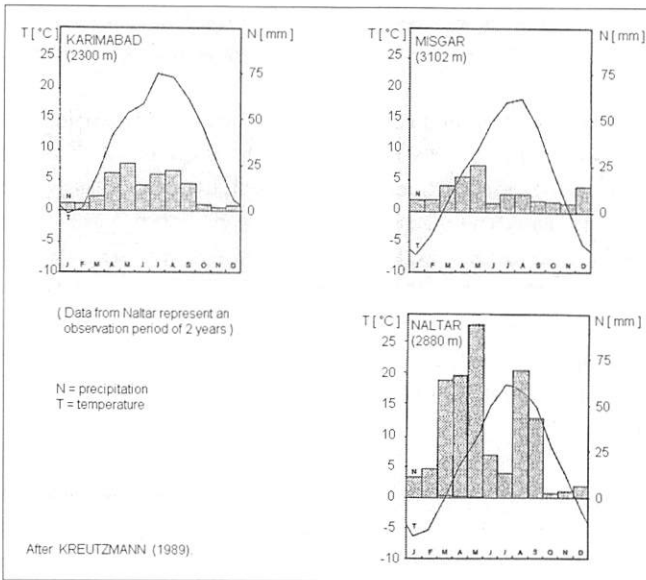 T [ °C ]
KARIMABAD
(2300 m)
N [ mm ]
25
20
15
10
5
0
-5
-10
75
50
25
0
N
T
J F M A M J J A S O N D
T [ °C ]
MISGAR
(3102 m)
N [ mm ]
25
20
15
10
5
0
-5
-10
75
50
25
0
N
T
J F M A M J J A S O N D
( Data from Naltar represent an
observation period of 2 years )
N = precipitation
T = temperature
T [ °C ]
NALTAR
(2880 m)
N [ mm ]
25
20
15
10
5
0
-5
-10
75
50
25
0
N
T
J F M A M J J A S O N D
After KREUTZMANN (1989).